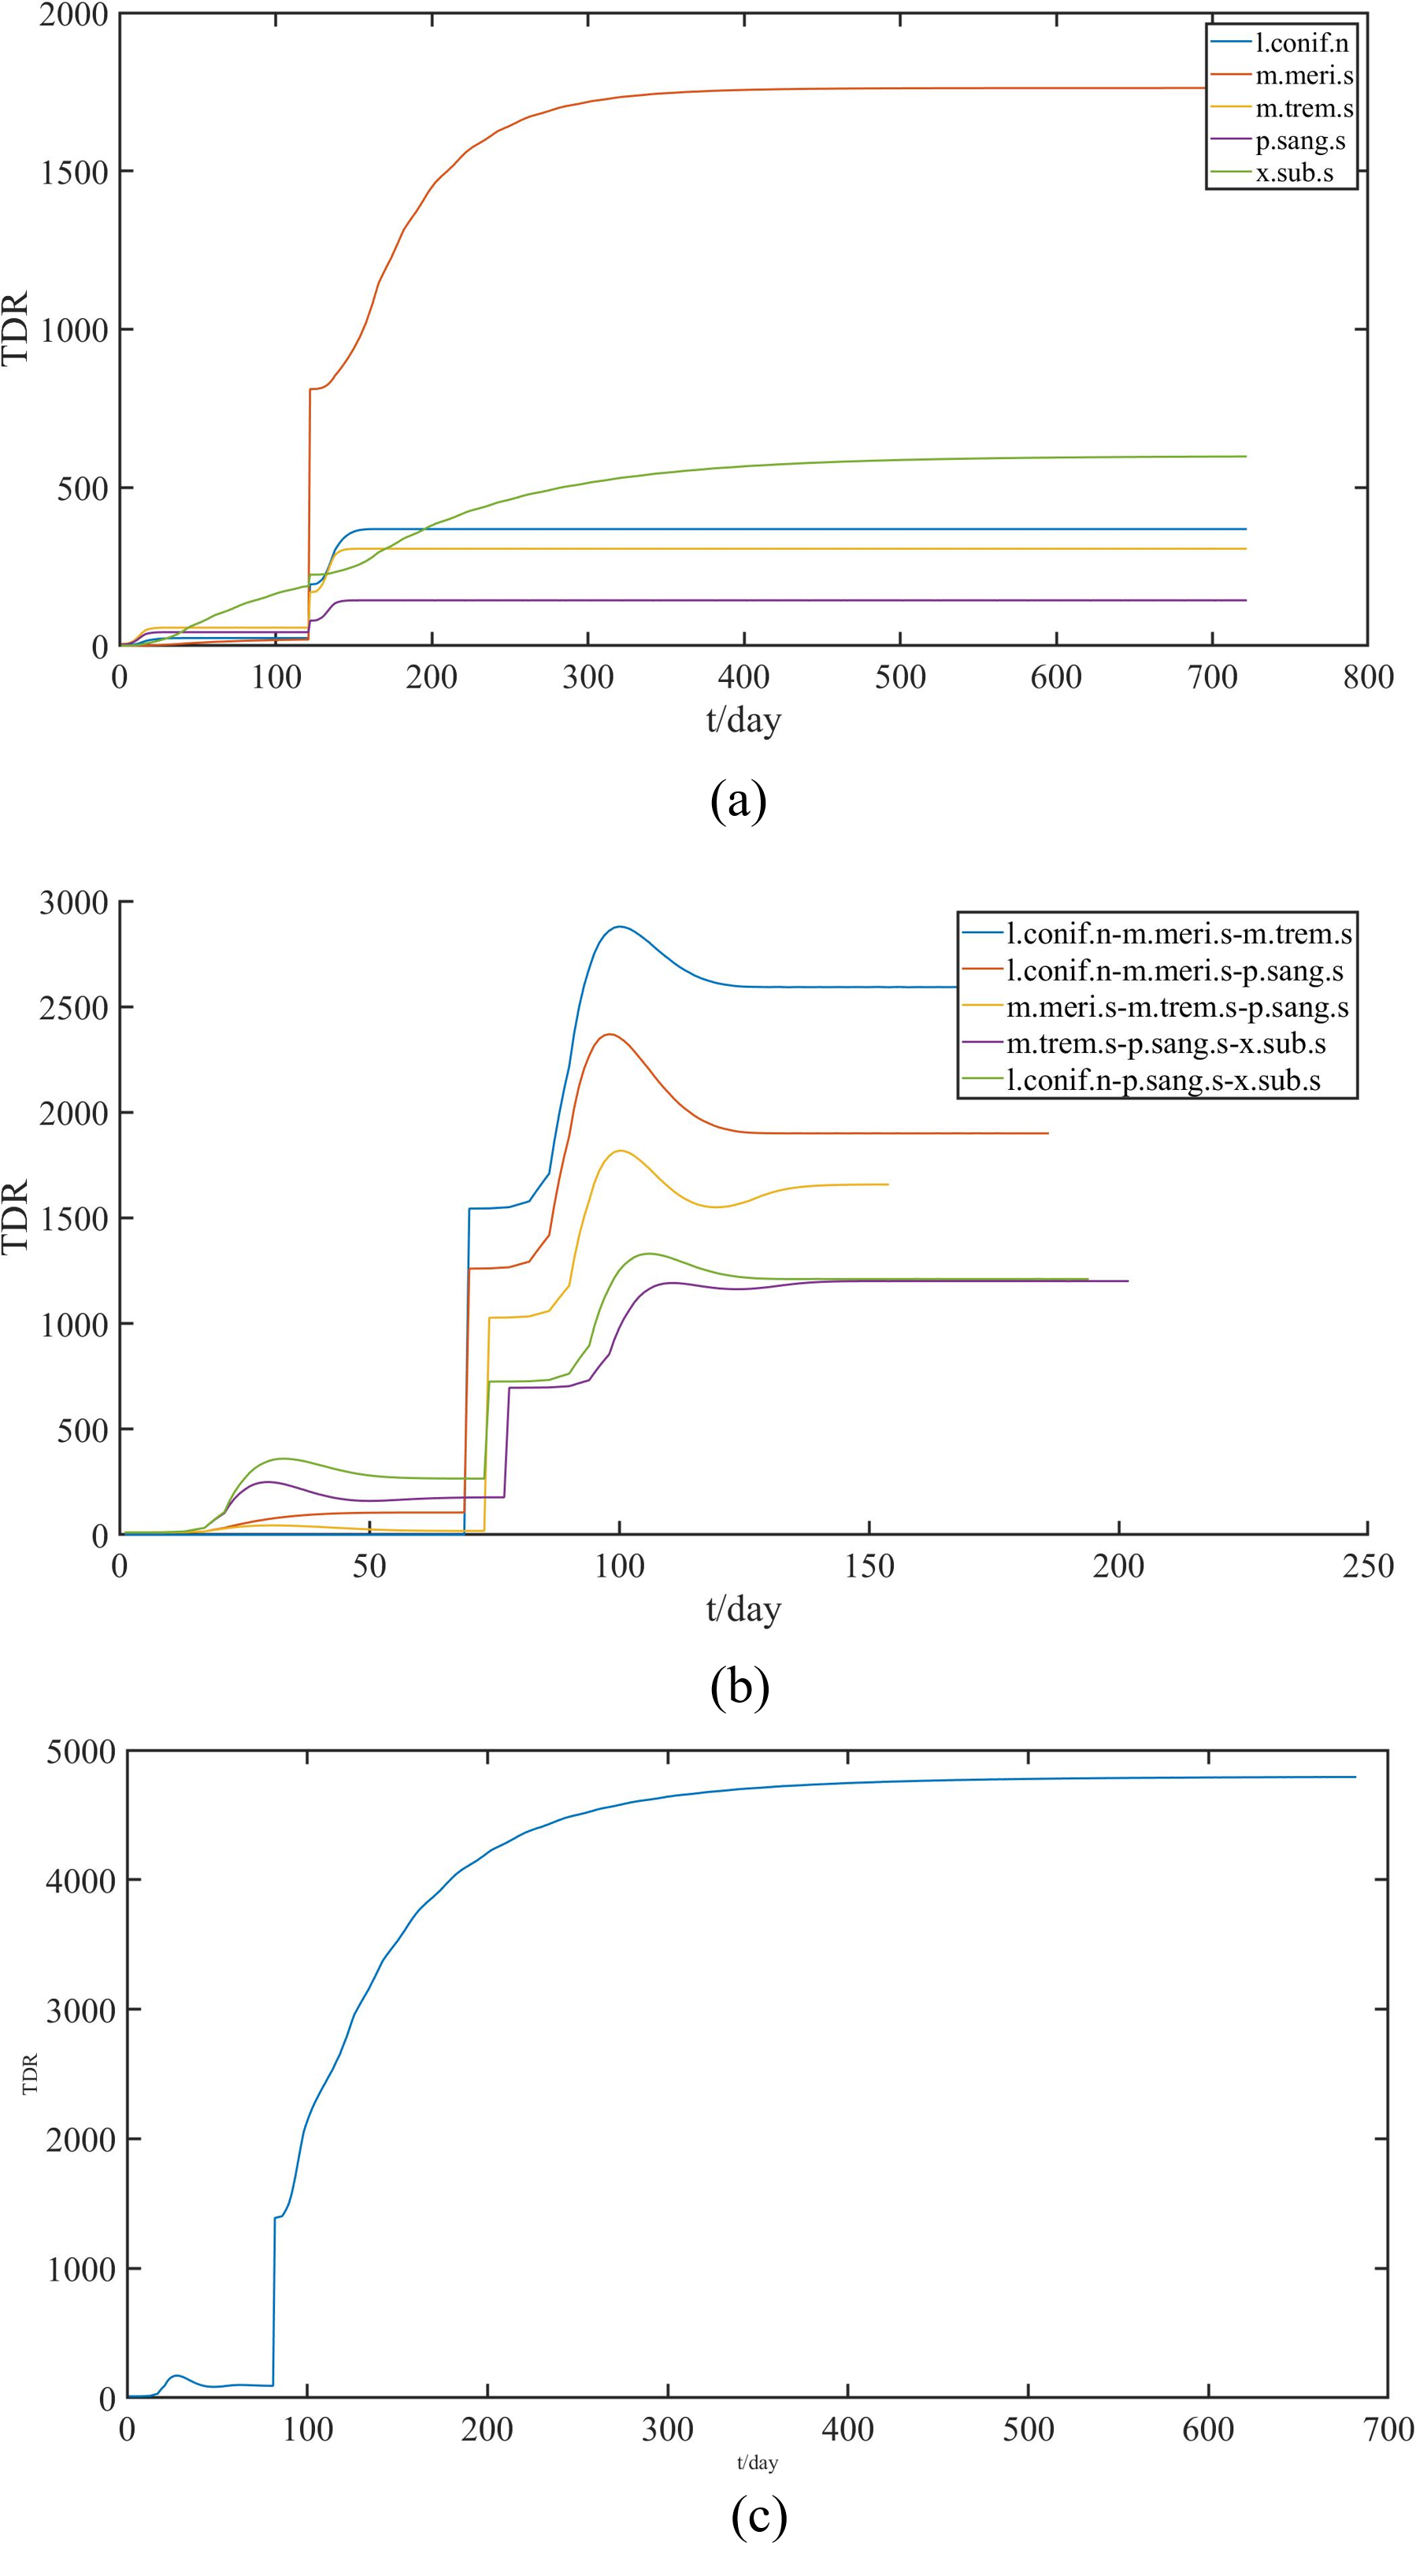 2000
1500
1000
500
0
TDR
l.conif.n
m.meri.s
m.trem.s
p.sang.s
x.sub.s
0 100 200 300 400 500 600 700 800
t/day
(a)
3000
2500
2000
1500
1000
500
0
TDR
l.conif.n-m.meri.s-m.trem.s
l.conif.n-m.meri.s-p.sang.s
m.meri.s-m.trem.s-p.sang.s
m.trem.s-p.sang.s-x.sub.s
l.conif.n-p.sang.s-x.sub.s
0 50 100 150 200 250
t/day
(b)
5000
4000
3000
2000
1000
0
TDR
0 100 200 300 400 500 600 700
t/day
(c)